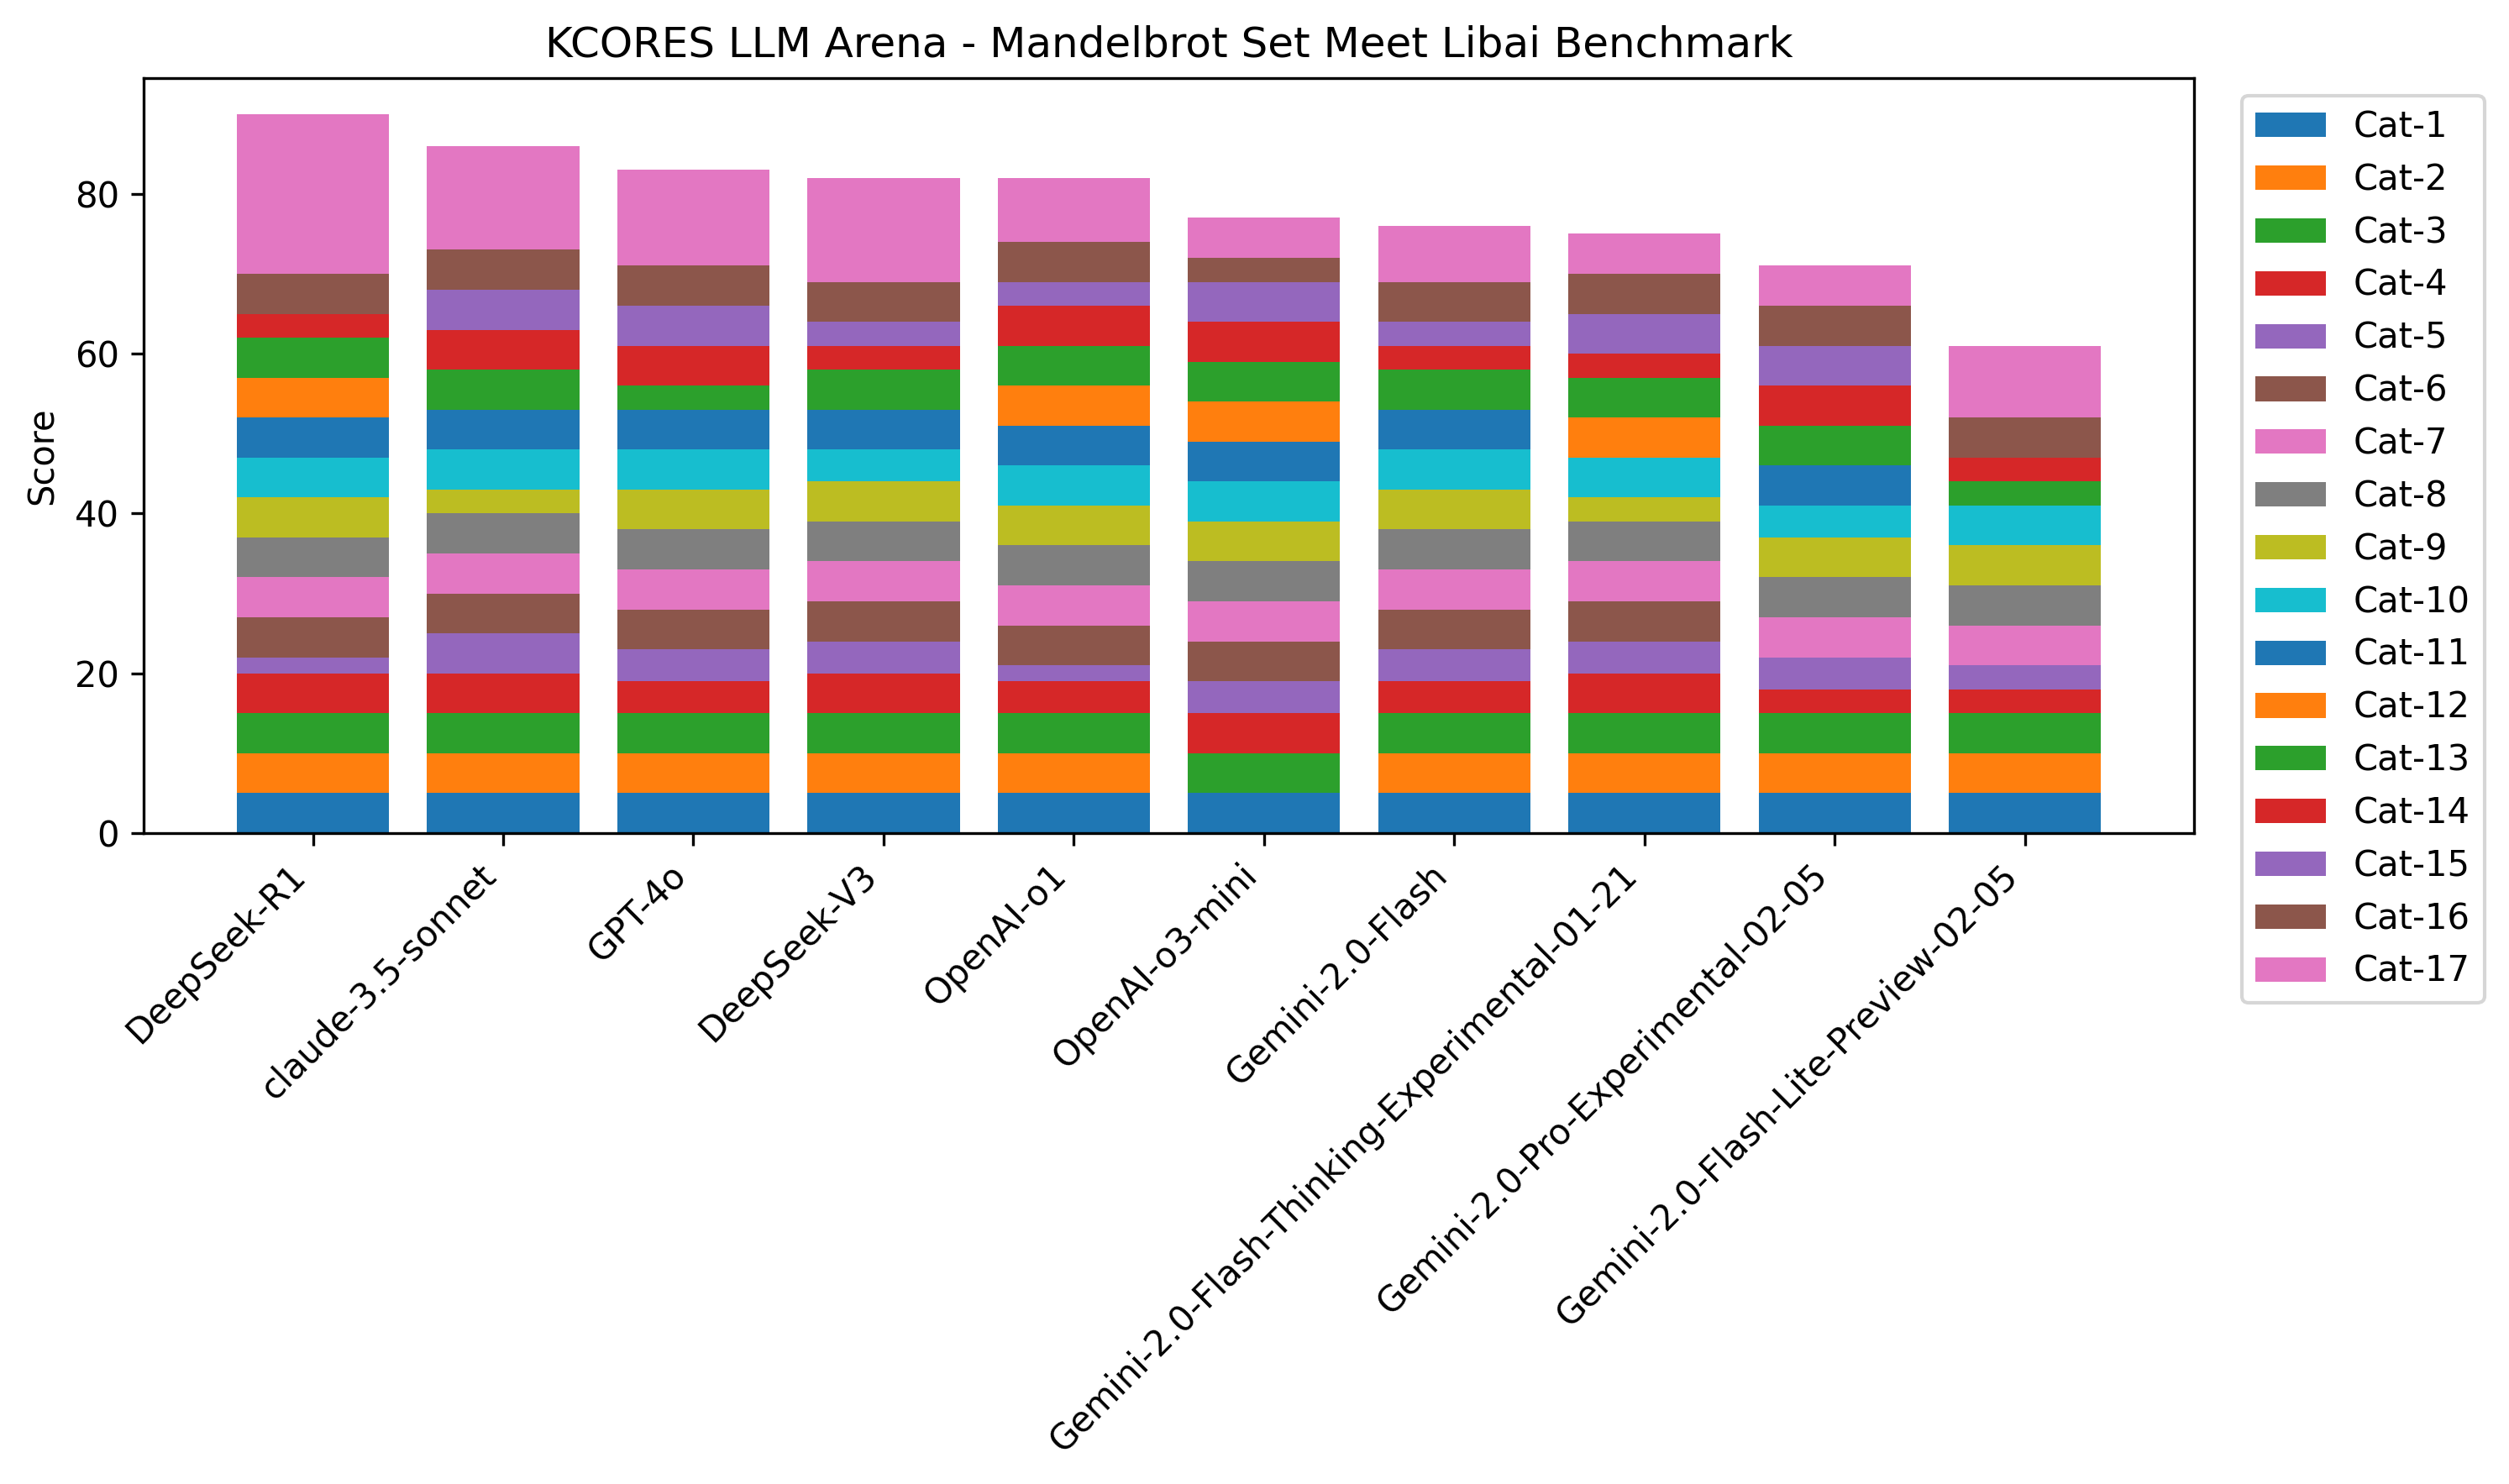 KCORES LLM Arena - Mandelbrot Set Meet Libai Benchmark
Score
80
60
40
20
0
DeepSeek-R1
claude-3.5-sonnet
GPT-4o
DeepSeek-V3
OpenAI-o1
OpenAI-o3-mini
Gemini-2.0-Flash
Gemini-2.0-Flash-Thinking-Experimental-01-21
Gemini-2.0-Pro-Experimental-02-05
Gemini-2.0-Flash-Lite-Preview-02-05
Cat-1
Cat-2
Cat-3
Cat-4
Cat-5
Cat-6
Cat-7
Cat-8
Cat-9
Cat-10
Cat-11
Cat-12
Cat-13
Cat-14
Cat-15
Cat-16
Cat-17